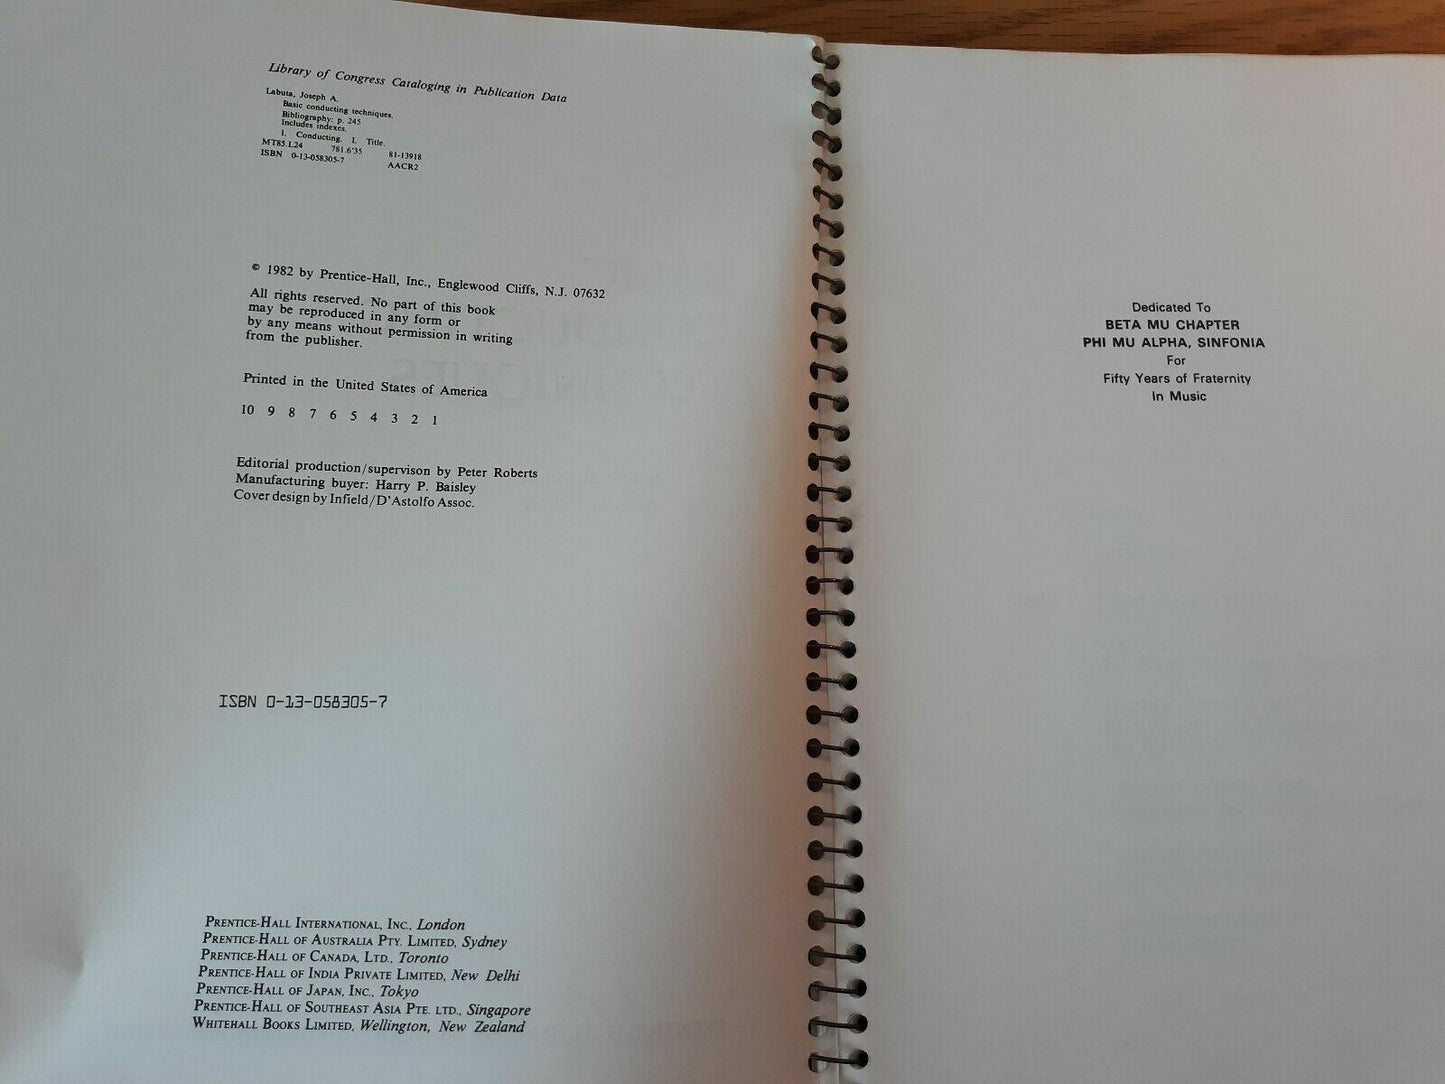 Library of Congress Cataloging in Publication Data
Labuta, Joseph A.
Basic conducting techniques.
Bibliography: p. 245
Includes indexes.
1. Conducting. I. Title.
MT85.L24 781.6'35 81-13918
ISBN 0-13-058305-7 AACR2
© 1982 by Prentice-Hall, Inc., Englewood Cliffs, N.J. 07632
All rights reserved. No part of this book
may be reproduced in any form or
by any means without permission in writing
from the publisher.
Printed in the United States of America
10 9 8 7 6 5 4 3 2 1
Editorial production/supervison by Peter Roberts
Manufacturing buyer: Harry P. Baisley
Cover design by Infield/D'Astolfo Assoc.
ISBN 0-13-058305-7
PRENTICE-HALL INTERNATIONAL, INC., London
PRENTICE-HALL OF AUSTRALIA PTY. LIMITED, Sydney
PRENTICE-HALL OF CANADA, LTD., Toronto
PRENTICE-HALL OF INDIA PRIVATE LIMITED, New Delhi
PRENTICE-HALL OF JAPAN, INC., Tokyo
PRENTICE-HALL OF SOUTHEAST ASIA PTE. LTD., Singapore
WHITEHALL BOOKS LIMITED, Wellington, New Zealand
Dedicated To
BETA MU CHAPTER
PHI MU ALPHA, SINFONIA
For
Fifty Years of Fraternity
In Music